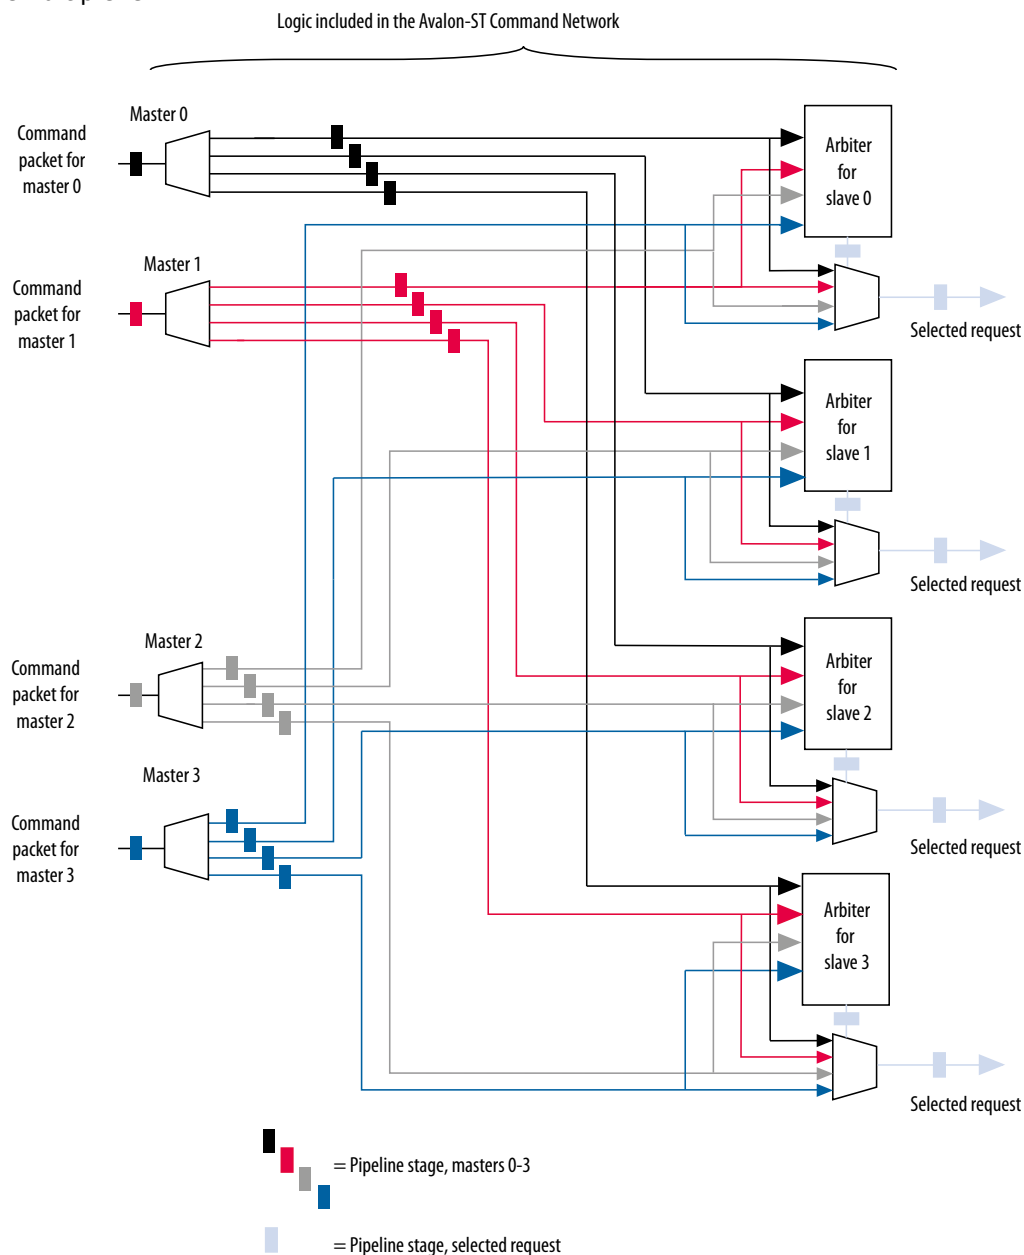 Logic included in the Avalon-ST Command Network
Master 0
Command
packet for
master 0
Arbiter
for
slave 0
Master 1
Command
packet for
master 1
Selected request
Arbiter
for
slave 1
Selected request
Master 2
Command
packet for
master 2
Arbiter
for
slave 2
Master 3
Command
packet for
master 3
Selected request
Arbiter
for
slave 3
Selected request
= Pipeline stage, masters 0-3
= Pipeline stage, selected request